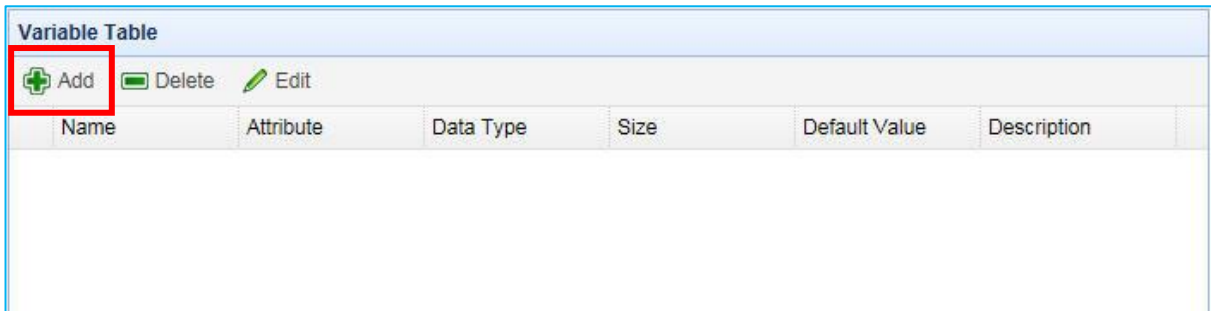 Variable Table
Add Delete Edit
Name Attribute Data Type Size Default Value Description